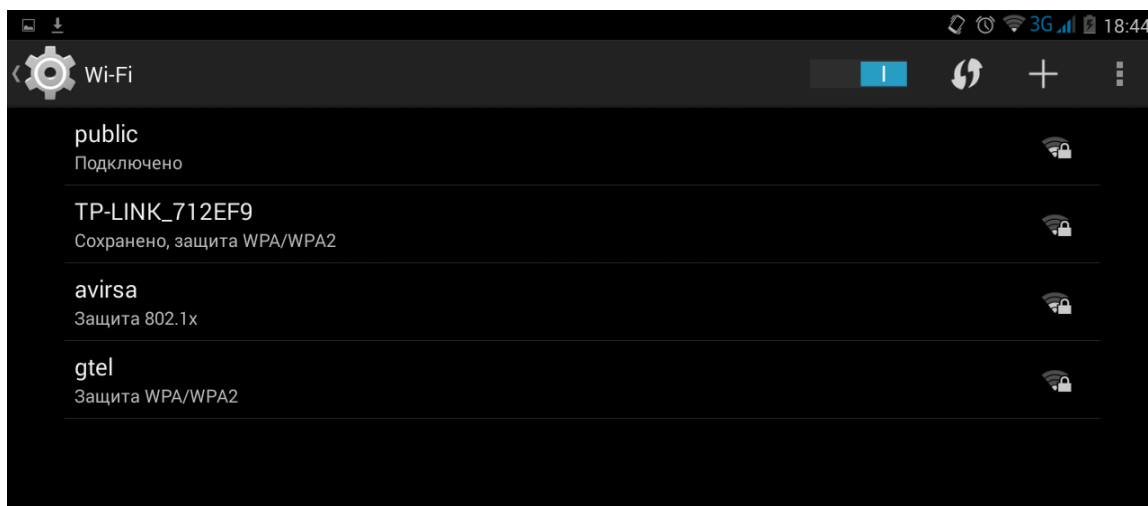 3G 18:44
Wi-Fi
public
Подключено
TP-LINK_712EF9
Сохранено, защита WPA/WPA2
avirsa
Защита 802.1x
gtel
Защита WPA/WPA2